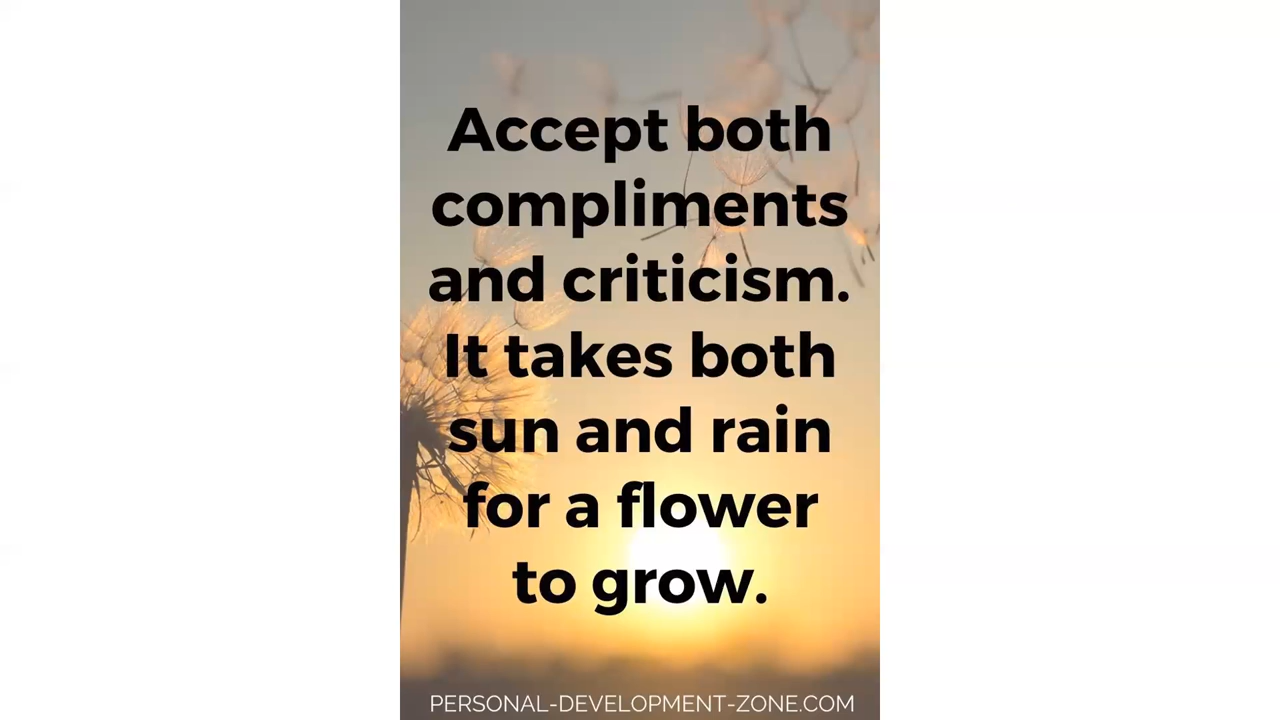 Accept both
compliments
and criticism.
It takes both
sun and rain
for a flower
to grow.
PERSONAL-DEVELOPMENT-ZONE.COM